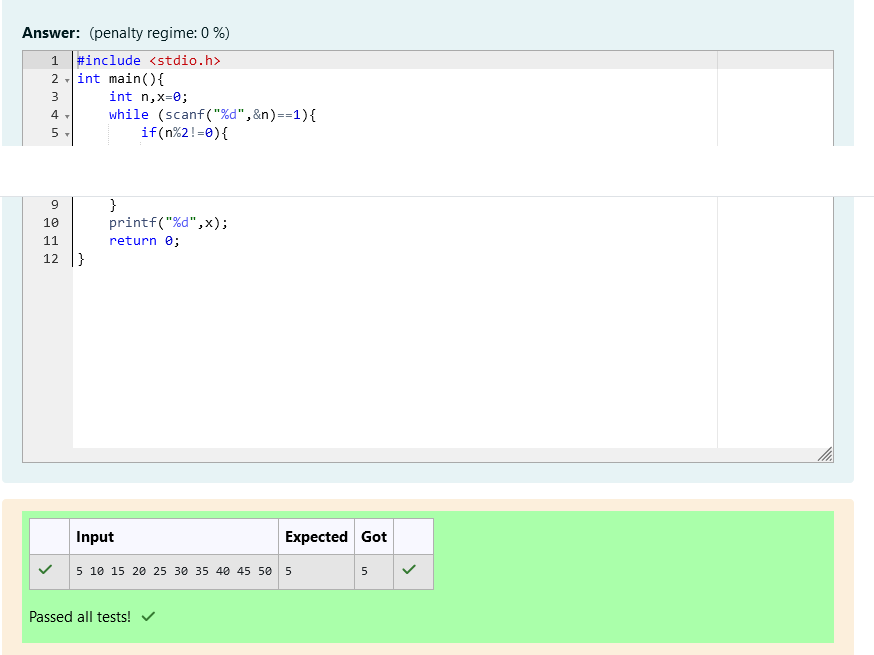 Answer: (penalty regime: 0 %)
1 #include <stdio.h>
2 int main(){
3     int n,x=0;
4     while (scanf("%d",&n)==1){
5         if(n%2!=0){
9     }
10     printf("%d",x);
11     return 0;
12 }
Input Expected Got
5 10 15 20 25 30 35 40 45 50 5 5
Passed all tests!